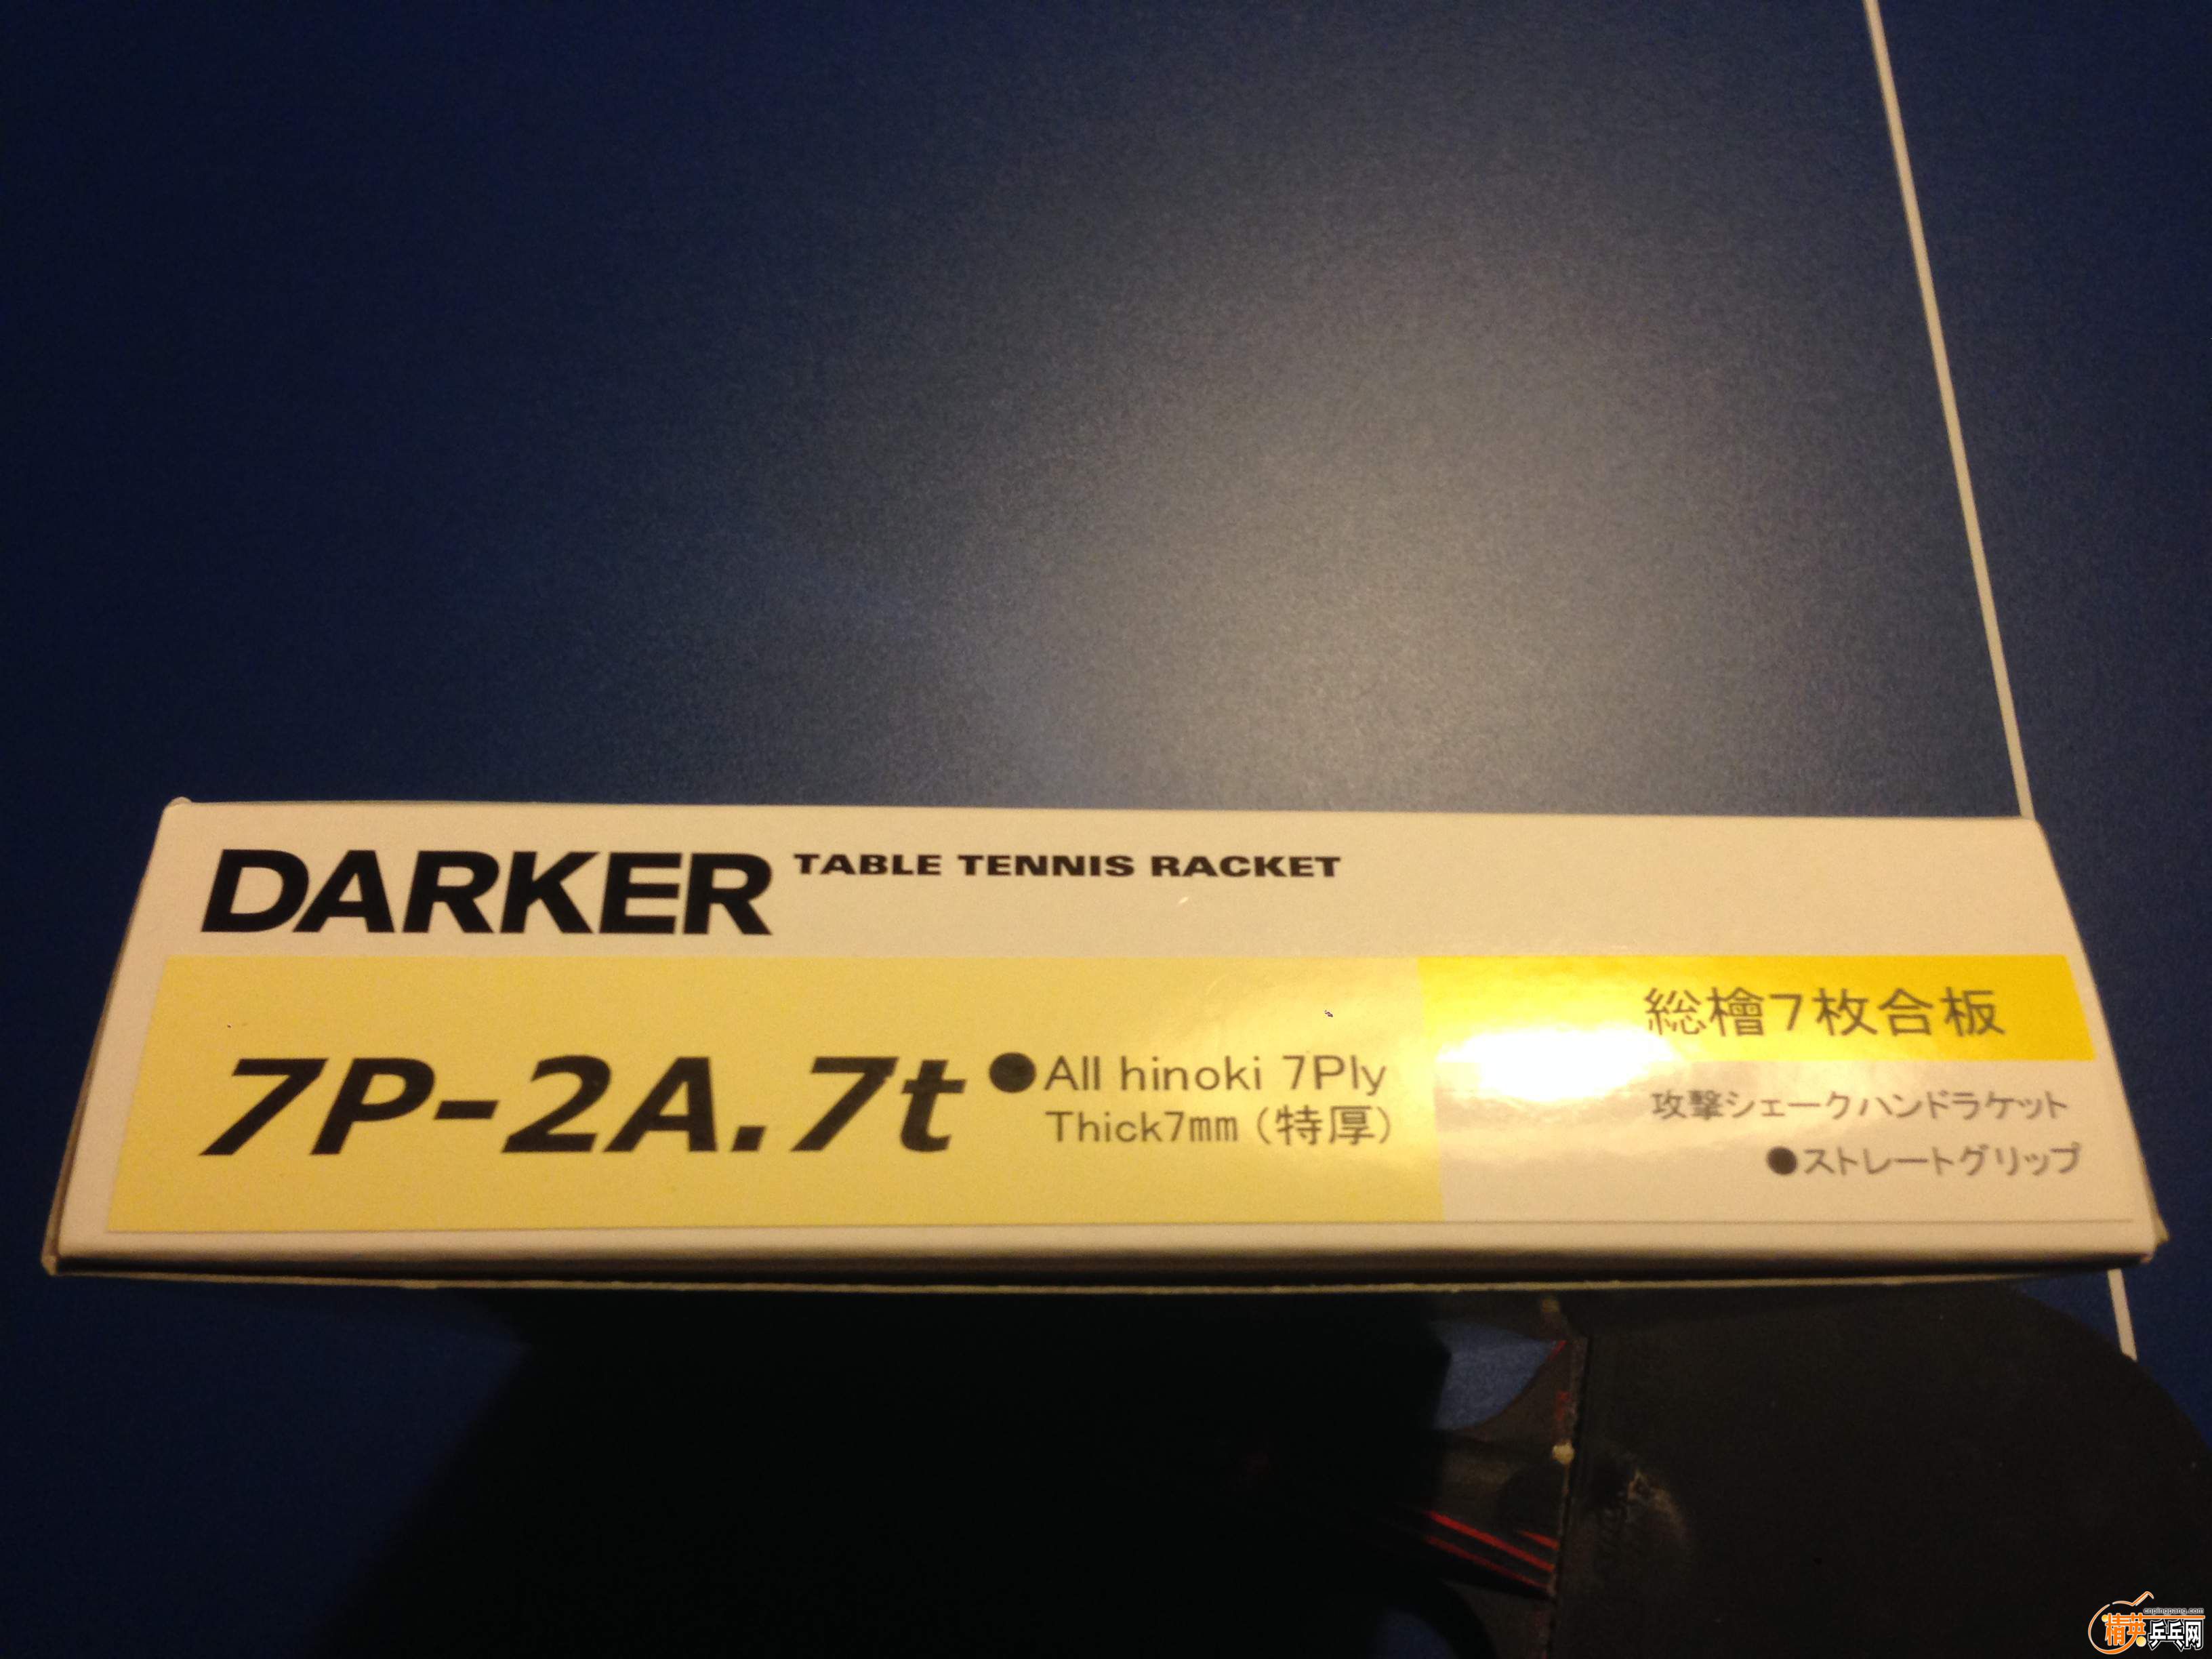 DARKER TABLE TENNIS RACKET
7P-2A.7t ●All hinoki 7Ply
Thick7mm (特厚)
総檜7枚合板
攻撃シェークハンドラケット
●ストレートグリップ
copingpang.com
精英乒乓网